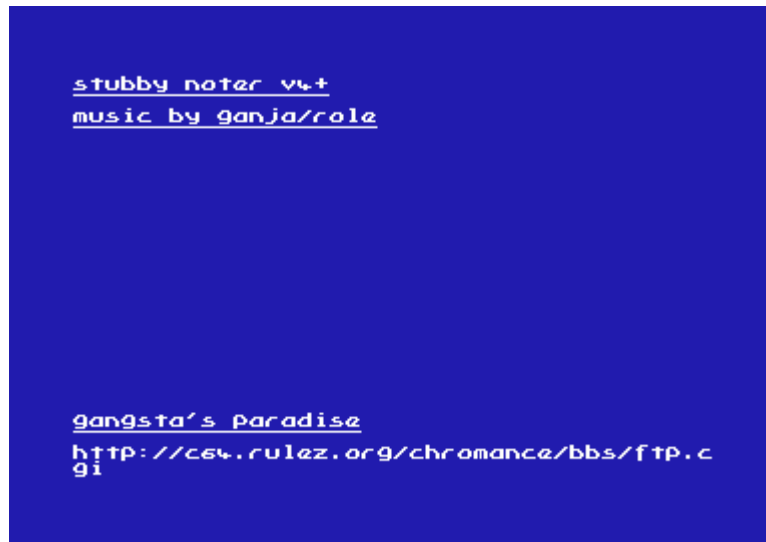 stubby noter v4+
music by ganja/role
gangsta's paradise
http://c64.rulez.org/chromance/bbs/ftp.c
gi